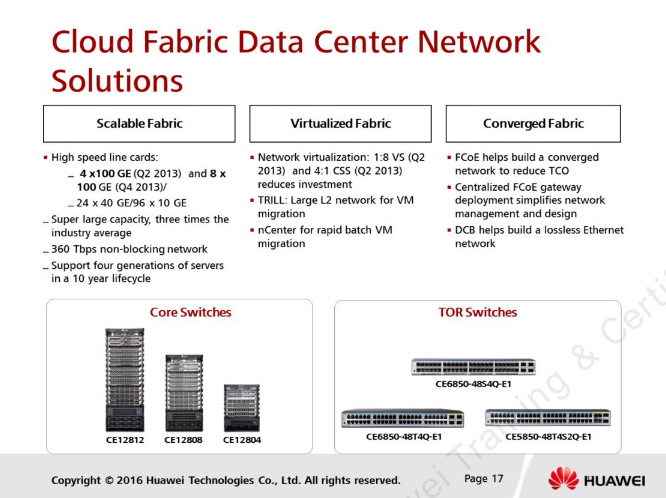 Cloud Fabric Data Center Network
Solutions
Scalable Fabric
Virtualized Fabric
Converged Fabric
High speed line cards:
4 x100 GE (Q2 2013) and 8 x
100 GE (Q4 2013)/
24 x 40 GE/96 x 10 GE
Super large capacity, three times the
industry average
360 Tbps non-blocking network
Support four generations of servers
in a 10 year lifecycle
Network virtualization: 1:8 VS (Q2
2013) and 4:1 CSS (Q2 2013)
reduces investment
TRILL: Large L2 network for VM
migration
nCenter for rapid batch VM
migration
FCoE helps build a converged
network to reduce TCO
Centralized FCoE gateway
deployment simplifies network
management and design
DCB helps build a lossless Ethernet
network
Core Switches
CE12812
CE12808
CE12804
TOR Switches
CE6850-48S4Q-E1
CE6850-48T4Q-E1
CE5850-48T4S2Q-E1
Training &
Copyright © 2016 Huawei Technologies Co., Ltd. All rights reserved.
Page 17
HUAWEI